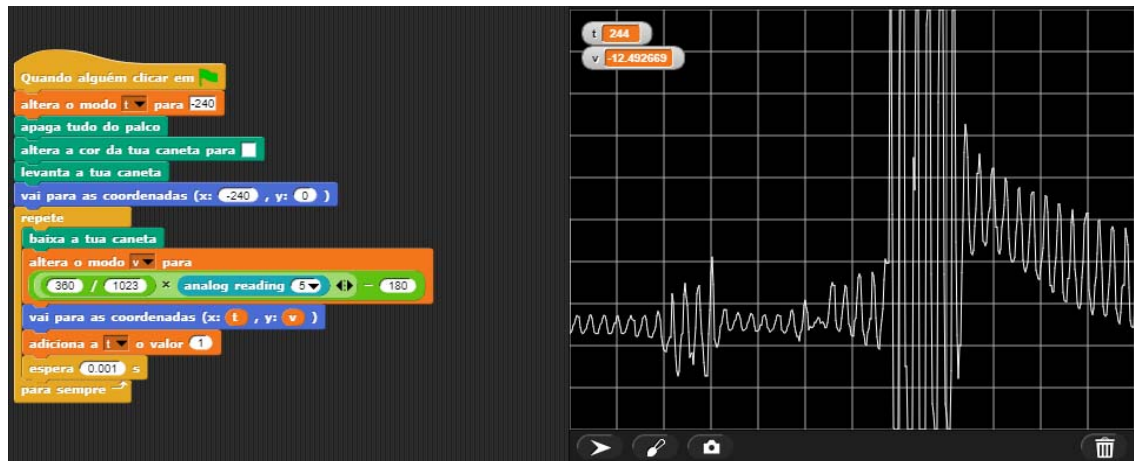 Quando alguém clicar em
altera o modo t para -240
apaga tudo do palco
altera a cor da tua caneta para
levanta a tua caneta
vai para as coordenadas (x: -240 , y: 0 )
repete
baixa a tua caneta
altera o modo v para
360 / 1023 × analog reading 5 - 180
vai para as coordenadas (x: t , y: v )
adiciona a t o valor 1
espera 0.001 s
para sempre
t 244
v -12.492669